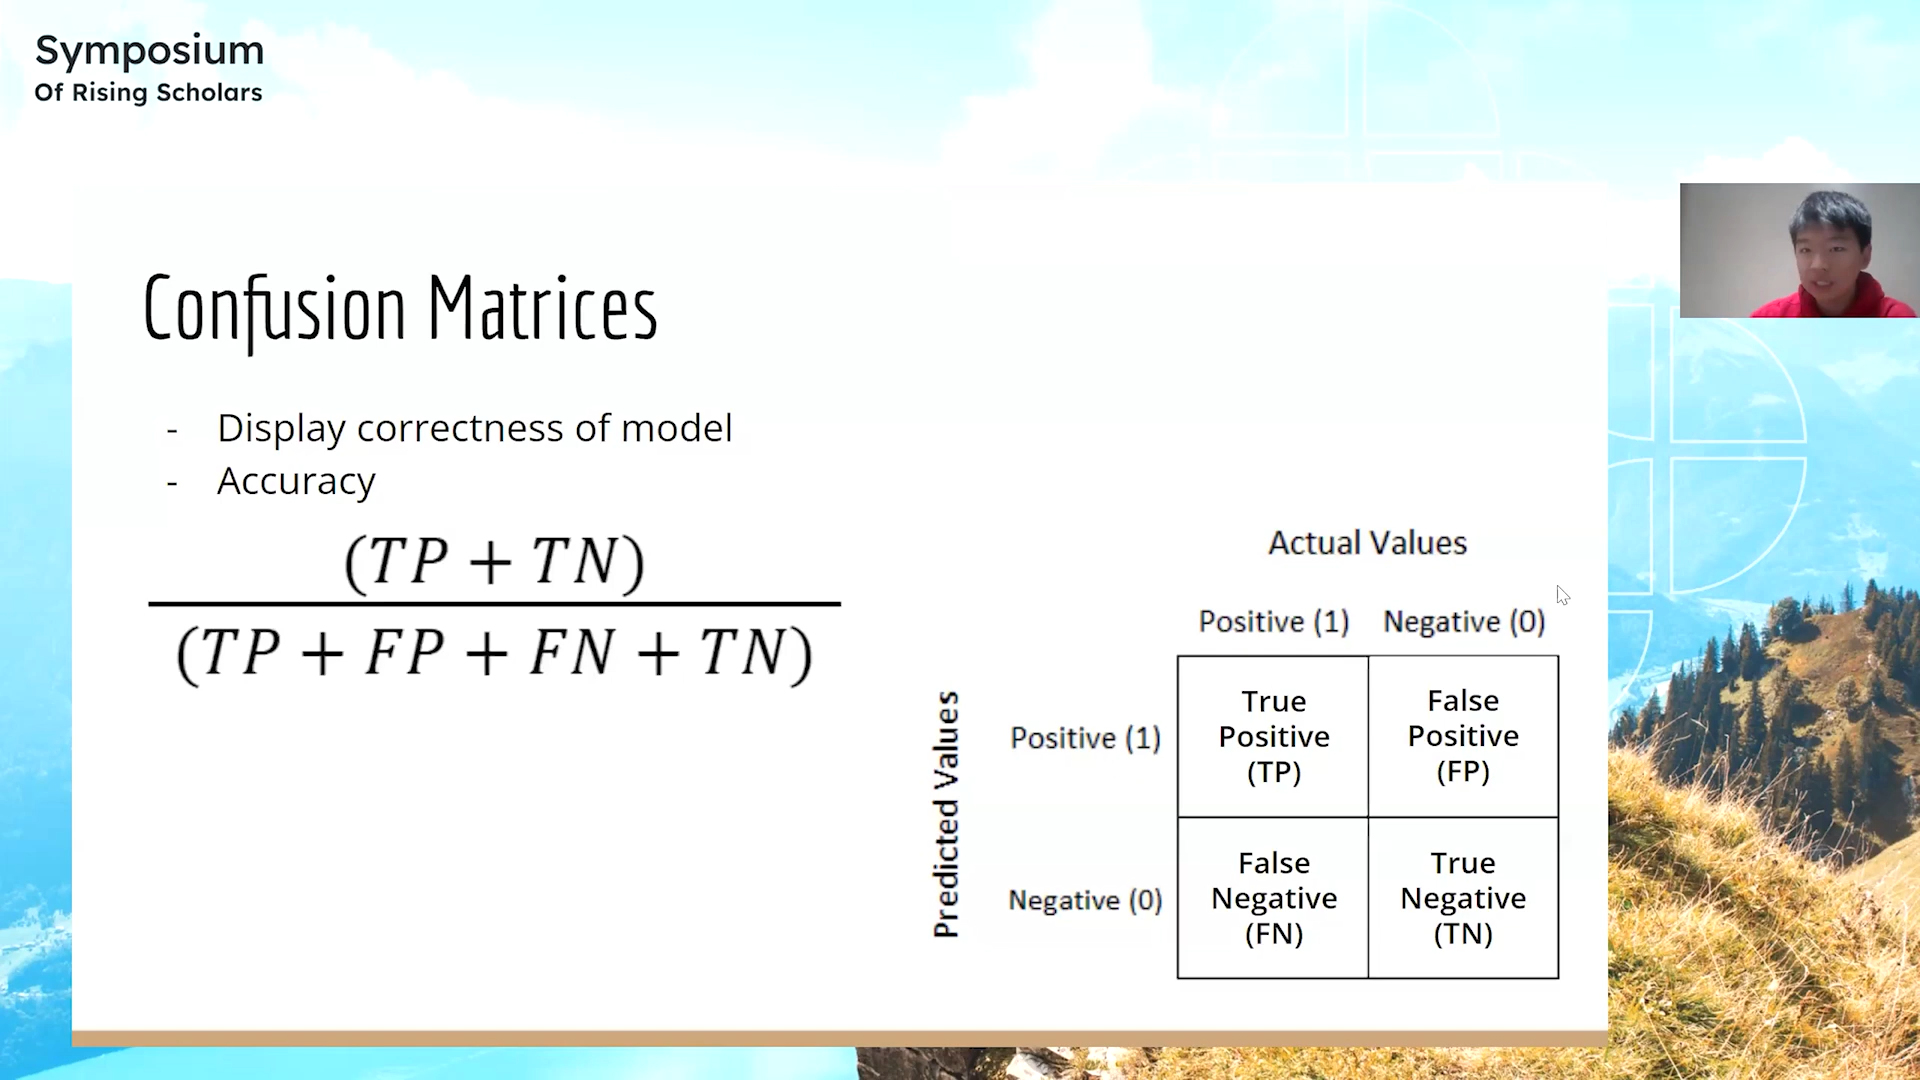 Symposium
Of Rising Scholars
Confusion Matrices
- Display correctness of model
- Accuracy
(TP + TN)
(TP + FP + FN + TN)
Actual Values
Positive (1) Negative (0)
Predicted Values
Positive (1)
True
Positive
(TP)
False
Positive
(FP)
Negative (0)
False
Negative
(FN)
True
Negative
(TN)